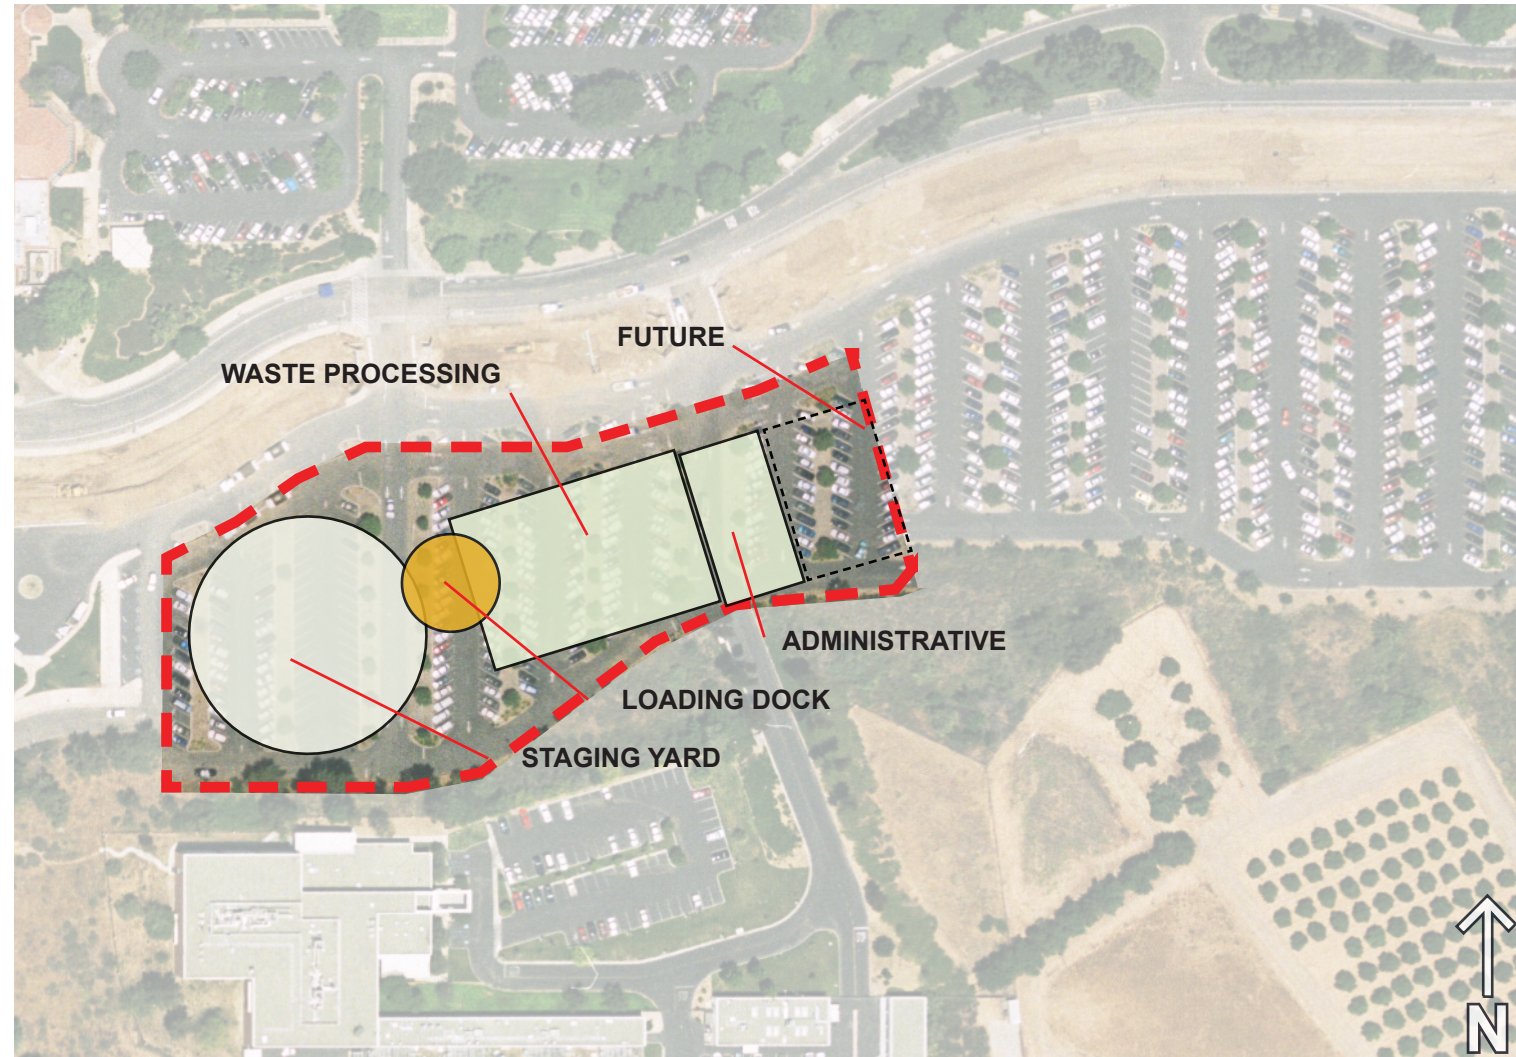 FUTURE
WASTE PROCESSING
ADMINISTRATIVE
LOADING DOCK
STAGING YARD
N